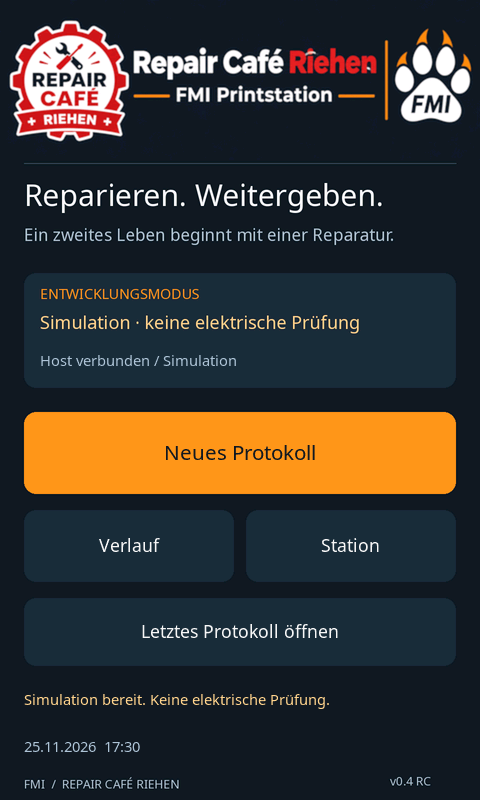 REPAIR
CAFÉ
RIEHEN
Repair Café Riehen
FMI Printstation
FMI
Reparieren. Weitergeben.
Ein zweites Leben beginnt mit einer Reparatur.
ENTWICKLUNGSMODUS
Simulation · keine elektrische Prüfung
Host verbunden / Simulation
Neues Protokoll
Verlauf
Station
Letztes Protokoll öffnen
Simulation bereit. Keine elektrische Prüfung.
25.11.2026 17:30
FMI / REPAIR CAFÉ RIEHEN
v0.4 RC